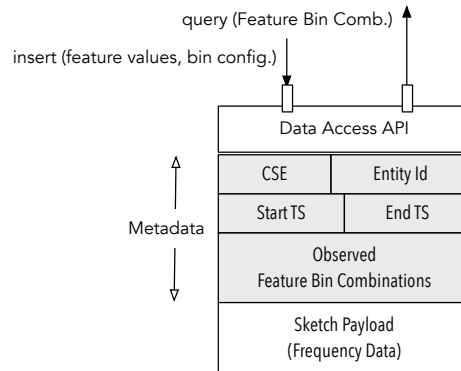 query (Feature Bin Comb.)
insert (feature values, bin config.)
Data Access API
CSE
Entity Id
Start TS
End TS
Metadata
Observed
Feature Bin Combinations
Sketch Payload
(Frequency Data)